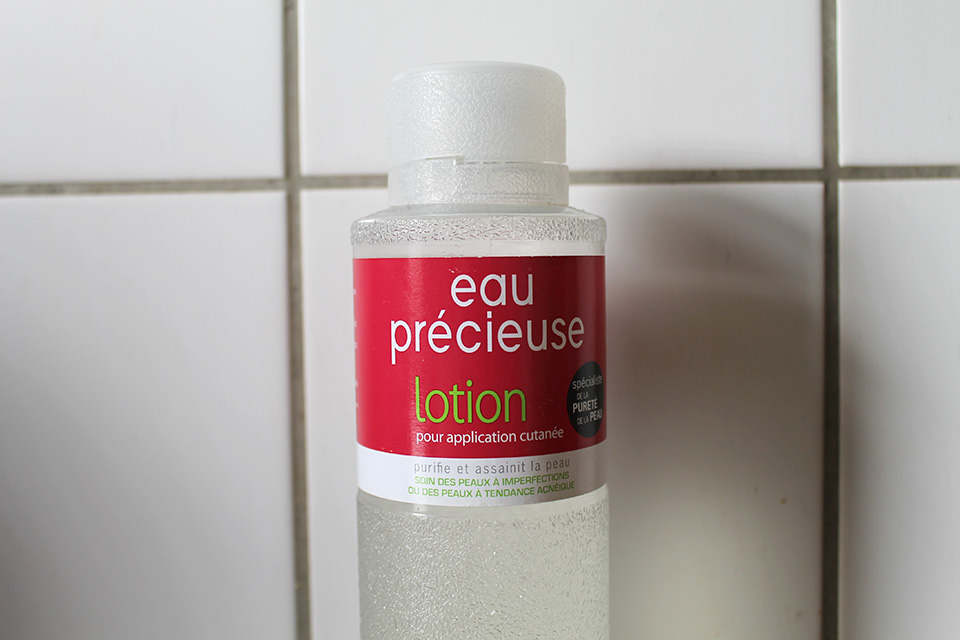 eau
précieuse
lotion
pour application cutanée
spécialiste
DE LA
PURETÉ
DE LA PEAU
purifie et assainit la peau
SOIN DES PEAUX À IMPERFECTIONS
OU DES PEAUX À TENDANCE ACNÉIQUE